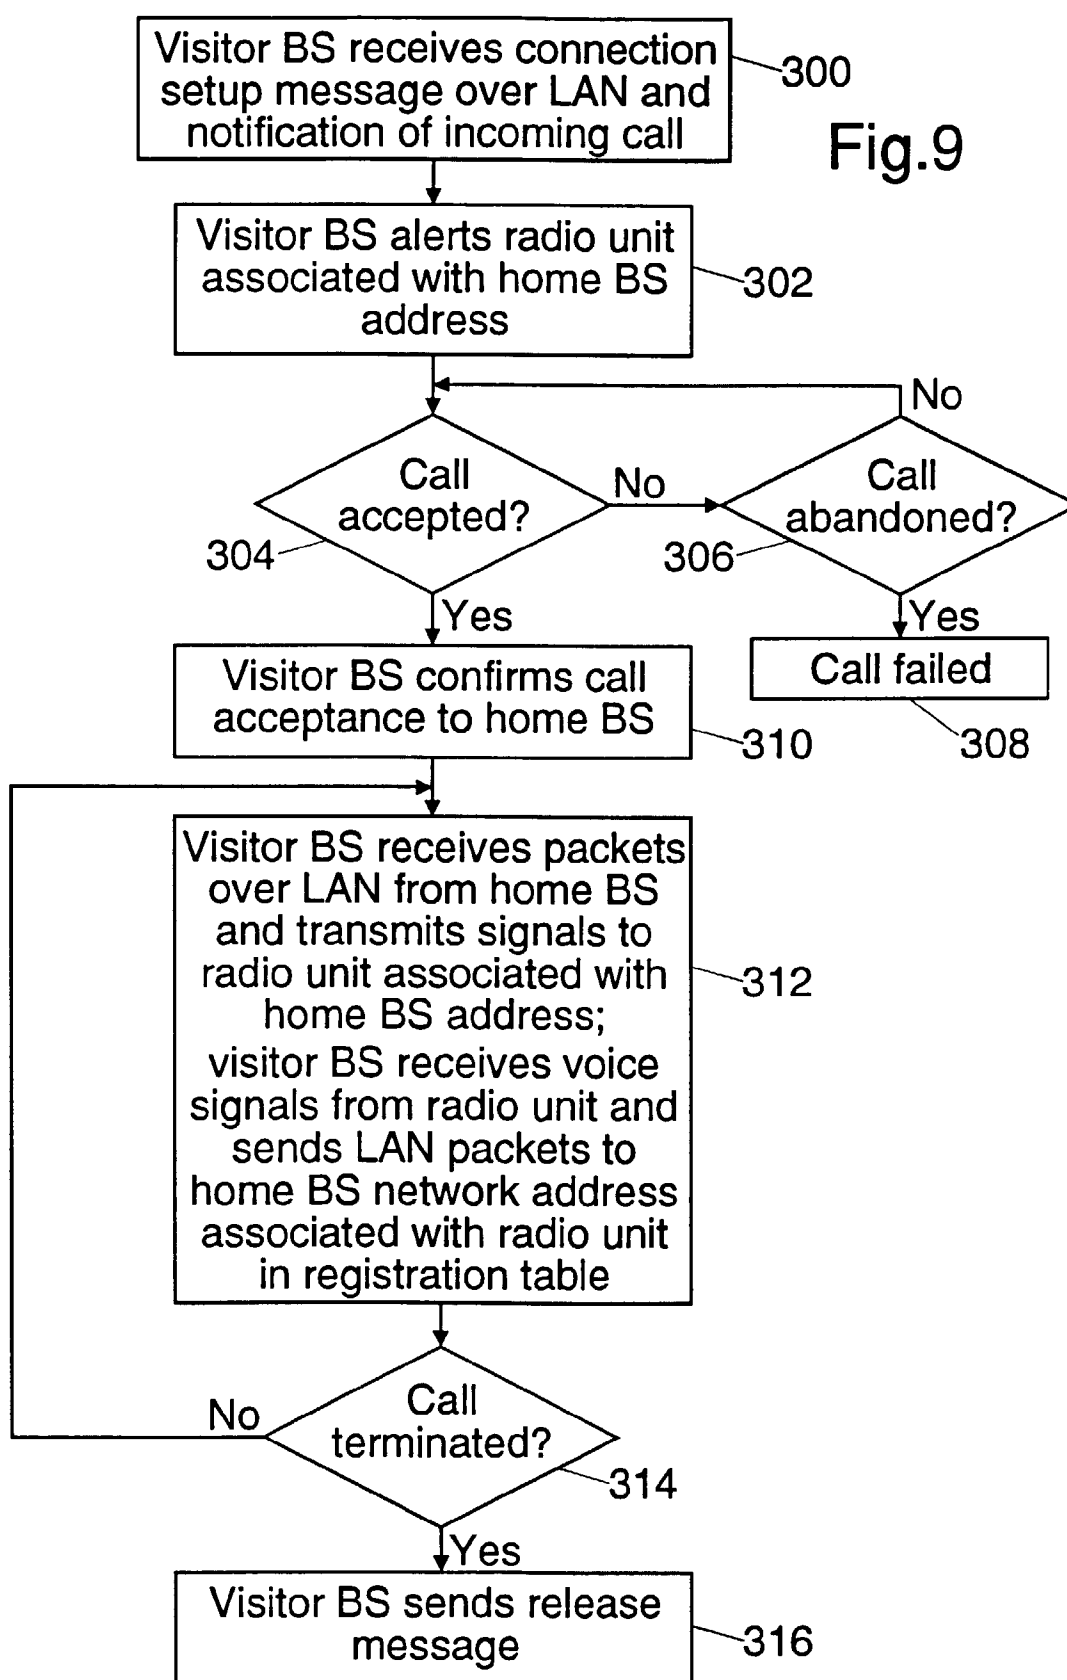 Visitor BS receives connection
setup message over LAN and
notification of incoming call
300
Fig.9
Visitor BS alerts radio unit
associated with home BS
address
302
No
Call
accepted?
304
No
Call
abandoned?
306
Yes
Yes
Visitor BS confirms call
acceptance to home BS
310
Call failed
308
Visitor BS receives packets
over LAN from home BS
and transmits signals to
radio unit associated with
home BS address;
visitor BS receives voice
signals from radio unit and
sends LAN packets to
home BS network address
associated with radio unit
in registration table
312
No
Call
terminated?
314
Yes
Visitor BS sends release
message
316